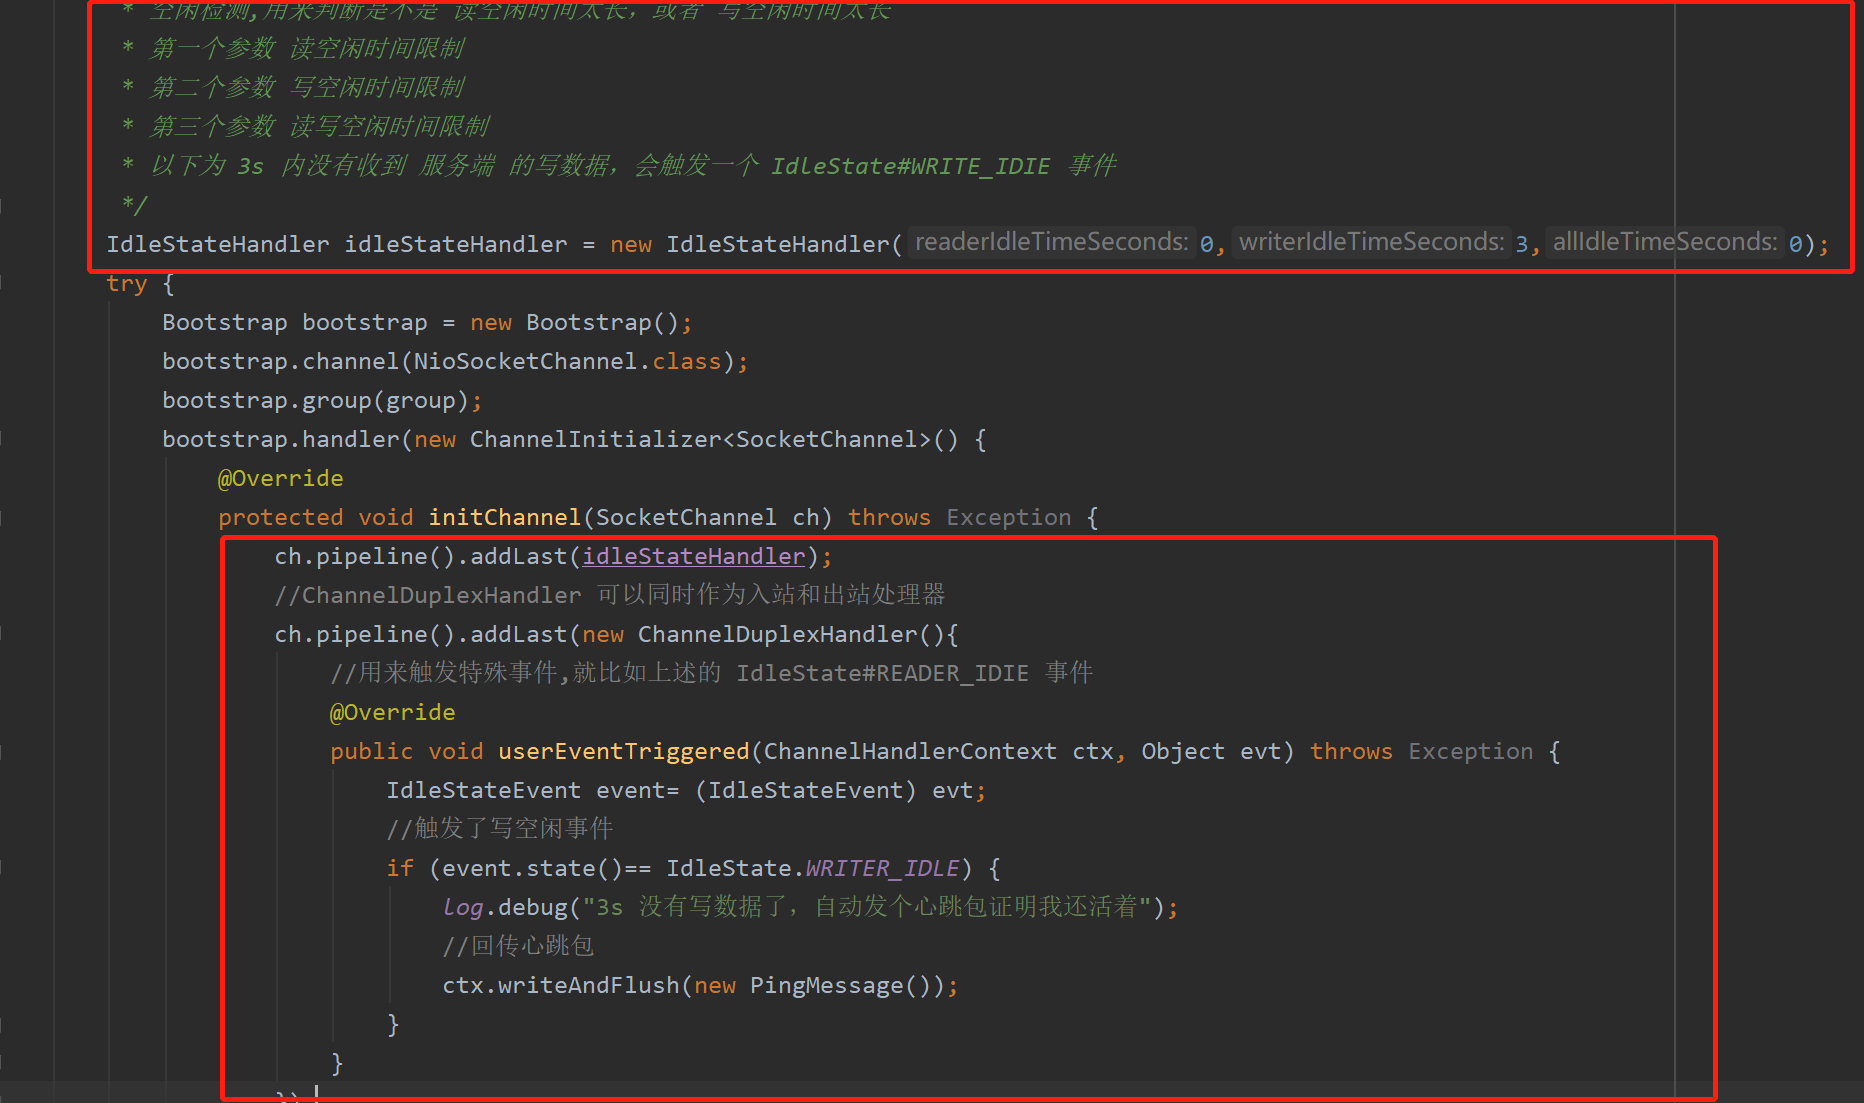 * 空闲检测,用来判断是不是 读空闲时间太长，或者 写空闲时间太长
* 第一个参数 读空闲时间限制
* 第二个参数 写空闲时间限制
* 第三个参数 读写空闲时间限制
* 以下为 3s 内没有收到 服务端 的写数据，会触发一个 IdleState#WRITE_IDIE 事件
*/
IdleStateHandler idleStateHandler = new IdleStateHandler( readerIdleTimeSeconds: 0, writerIdleTimeSeconds: 3, allIdleTimeSeconds: 0);
try {
Bootstrap bootstrap = new Bootstrap();
bootstrap.channel(NioSocketChannel.class);
bootstrap.group(group);
bootstrap.handler(new ChannelInitializer<SocketChannel>() {
@Override
protected void initChannel(SocketChannel ch) throws Exception {
ch.pipeline().addLast(idleStateHandler);
//ChannelDuplexHandler 可以同时作为入站和出站处理器
ch.pipeline().addLast(new ChannelDuplexHandler(){
//用来触发特殊事件,就比如上述的 IdleState#READER_IDIE 事件
@Override
public void userEventTriggered(ChannelHandlerContext ctx, Object evt) throws Exception {
IdleStateEvent event= (IdleStateEvent) evt;
//触发了写空闲事件
if (event.state()== IdleState.WRITER_IDLE) {
log.debug("3s 没有写数据了，自动发个心跳包证明我还活着");
//回传心跳包
ctx.writeAndFlush(new PingMessage());
}
}